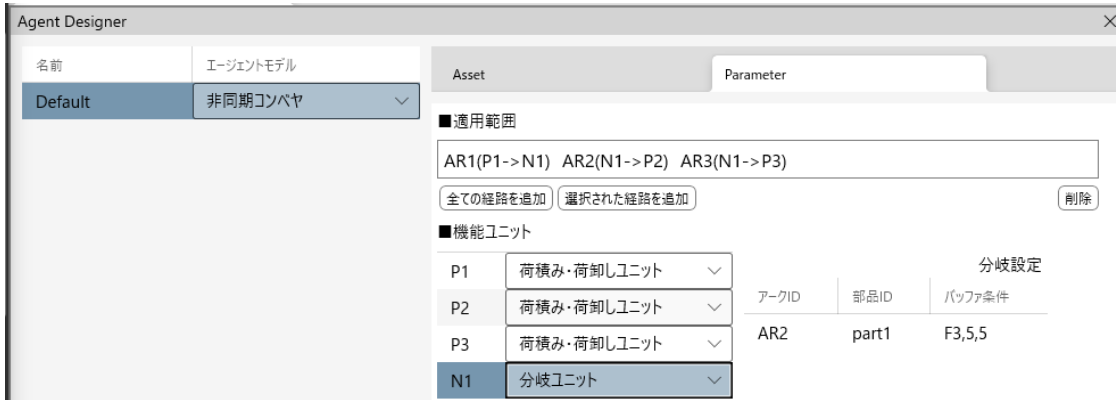 Agent Designer
名前 エージェントモデル
Default 非同期コンベヤ
Asset Parameter
■適用範囲
AR1(P1->N1) AR2(N1->P2) AR3(N1->P3)
全ての経路を追加 選択された経路を追加 削除
■機能ユニット
P1 荷積み・荷卸しユニット
P2 荷積み・荷卸しユニット
P3 荷積み・荷卸しユニット
N1 分岐ユニット
分岐設定
アークID 部品ID バッファ条件
AR2 part1 F3,5,5